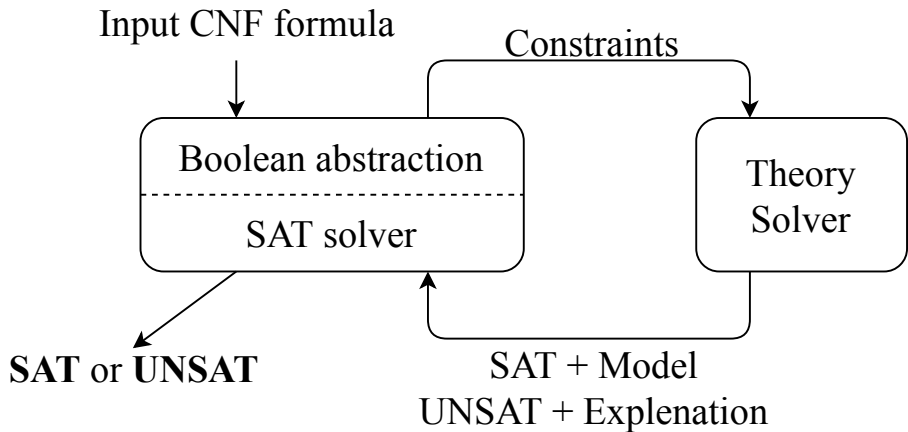 Input CNF formula
Constraints
Boolean abstraction
SAT solver
Theory
Solver
SAT or UNSAT
SAT + Model
UNSAT + Explenation